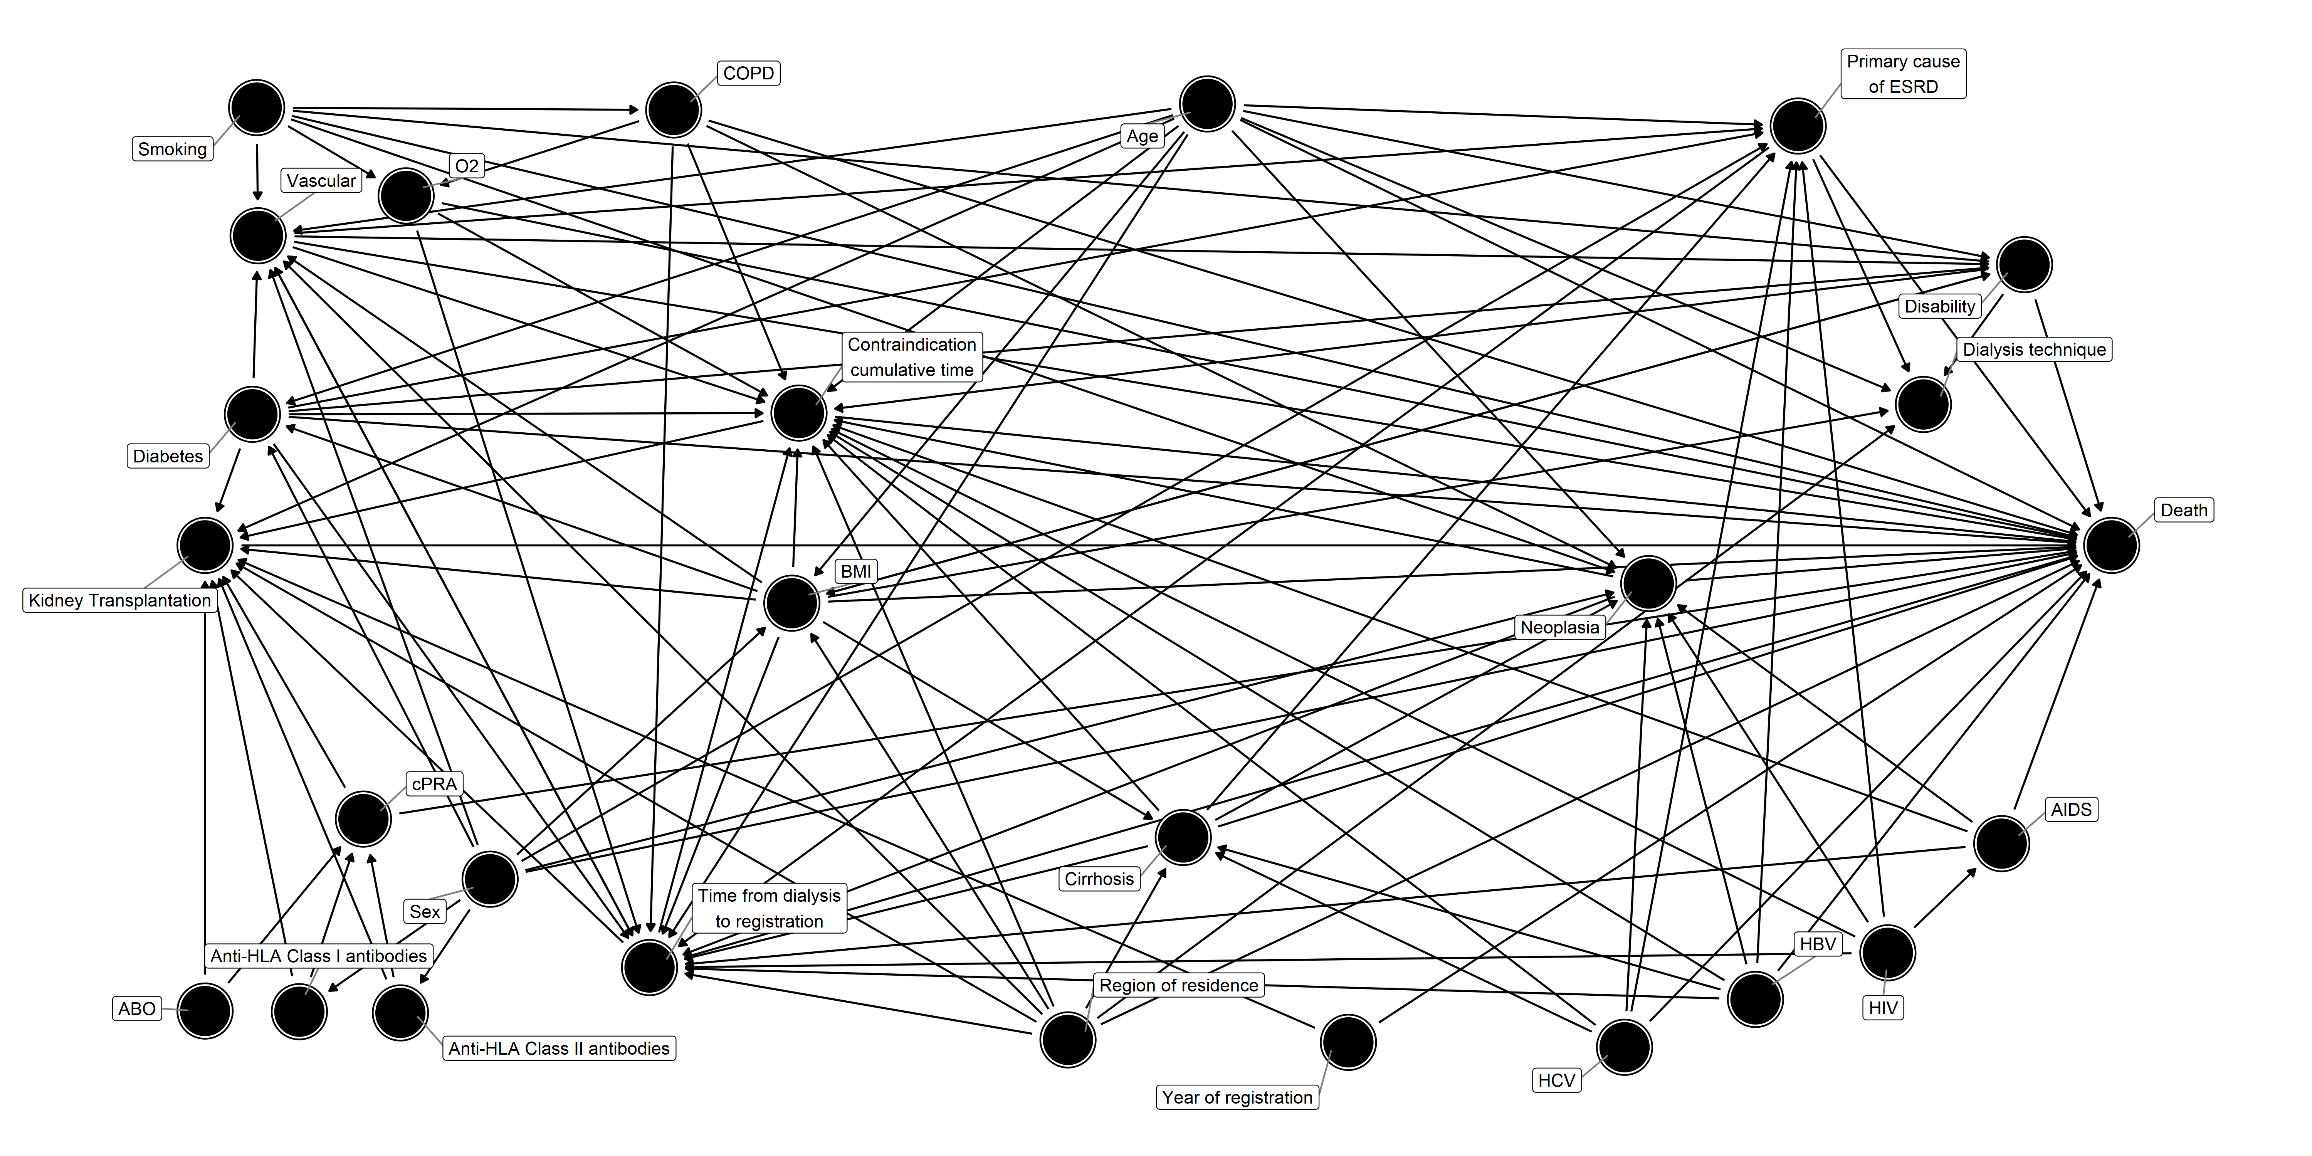 Primary cause
of ESRD
COPD
Age
Smoking
O2
Vascular
Disability
Contraindication
cumulative time
Dialysis technique
Diabetes
Death
BMI
Kidney Transplantation
Neoplasia
cPRA
AIDS
Cirrhosis
Time from dialysis
to registration
Sex
HBV
Anti-HLA Class I antibodies
Region of residence
ABO
HIV
Anti-HLA Class II antibodies
HCV
Year of registration